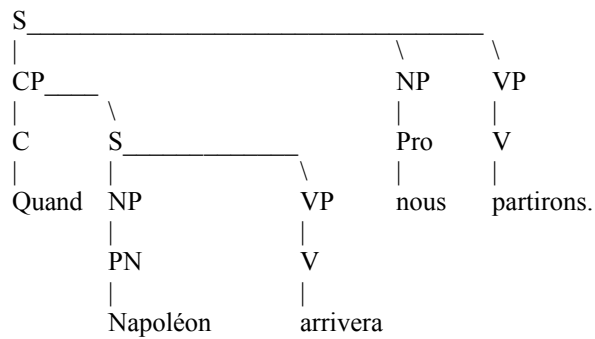 S
CP NP VP
C S Pro V
Quand NP VP nous partirons.
PN V
Napoléon arrivera